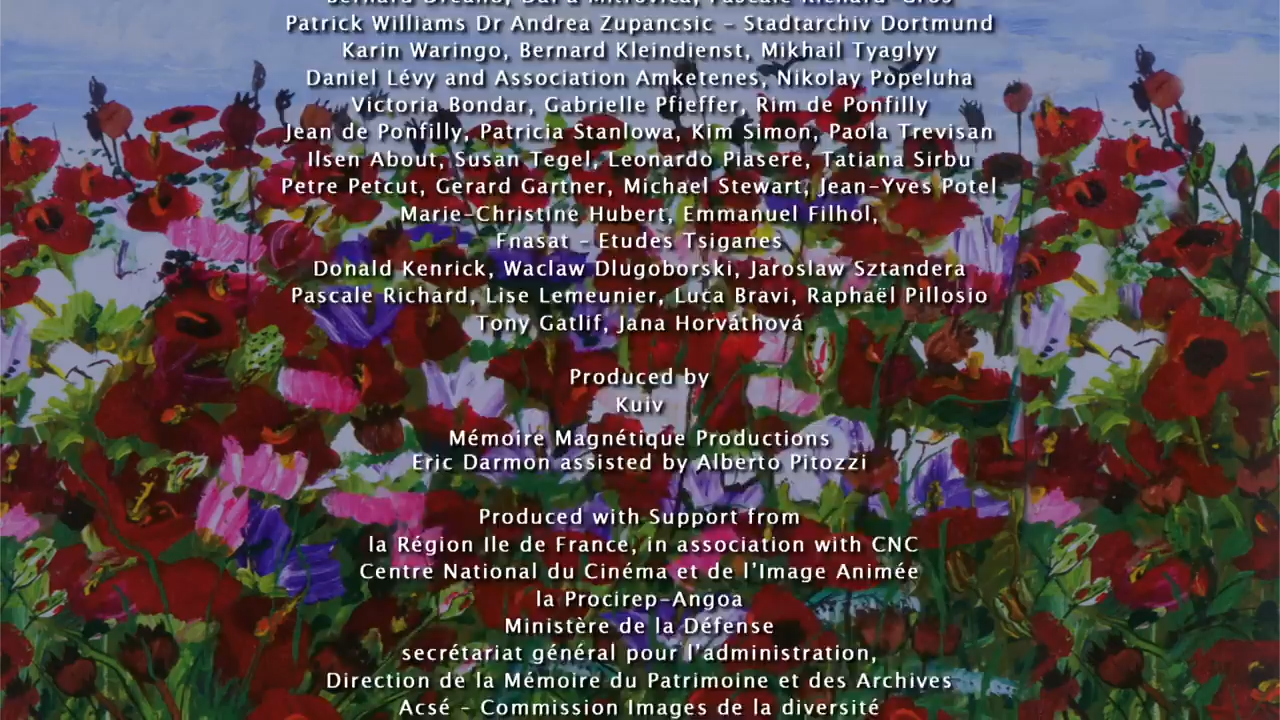 Patrick Williams Dr Andrea Zupancsic - Stadtarchiv Dortmund
Karin Waringo, Bernard Kleindienst, Mikhail Tyaglyy
Daniel Lévy and Association Amketenes, Nikolay Popeluha
Victoria Bondar, Gabrielle Pfieffer, Rim de Ponfilly
Jean de Ponfilly, Patricia Stanlowa, Kim Simon, Paola Trevisan
Ilsen About, Susan Tegel, Leonardo Piasere, Tatiana Sirbu
Petre Petcut, Gerard Gartner, Michael Stewart, Jean-Yves Potel
Marie-Christine Hubert, Emmanuel Filhol,
Fnasat - Etudes Tsiganes
Donald Kenrick, Waclaw Dlugoborski, Jaroslaw Sztandera
Pascale Richard, Lise Lemeunier, Luca Bravi, Raphaël Pillosio
Tony Gatlif, Jana Horváthová
Produced by
Kuiv
Mémoire Magnétique Productions
Eric Darmon assisted by Alberto Pitozzi
Produced with Support from
la Région Ile de France, in association with CNC
Centre National du Cinéma et de l'Image Animée
la Procirep-Angoa
Ministère de la Défense
secrétariat général pour l'administration,
Direction de la Mémoire du Patrimoine et des Archives
Acsé - Commission Images de la diversité